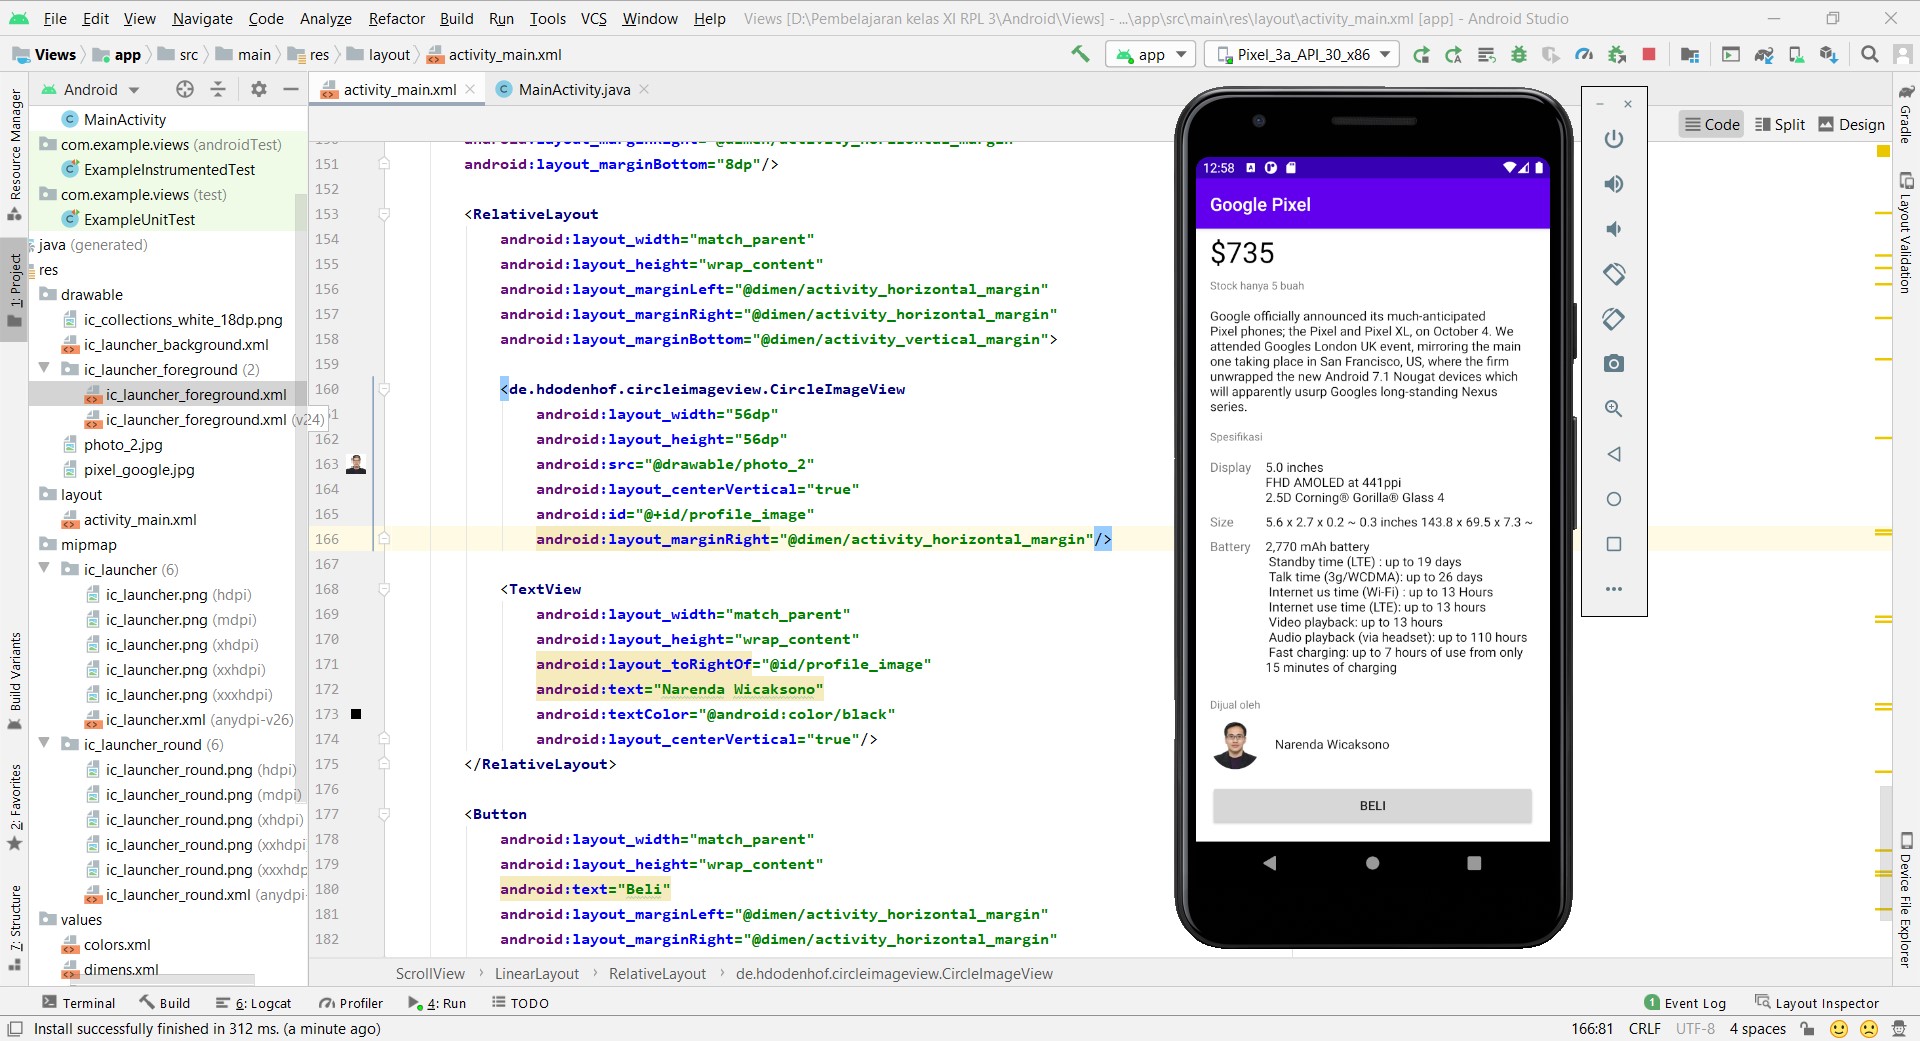 File Edit View Navigate Code Analyze Refactor Build Run Tools VCS Window Help Views [D:\Pembelajaran kelas XI RPL 3\Android\Views] - ...\app\src\main\res\layout\activity_main.xml [app] - Android Studio
Views app src main res layout activity_main.xml app Pixel_3a_API_30_x86
Android activity_main.xml MainActivity.java
Code Split Design
Resource Manager
1: Project
Build Variants
2: Favorites
7: Structure
MainActivity
com.example.views (androidTest)
ExampleInstrumentedTest
com.example.views (test)
ExampleUnitTest
java (generated)
res
drawable
ic_collections_white_18dp.png
ic_launcher_background.xml
ic_launcher_foreground (2)
ic_launcher_foreground.xml
ic_launcher_foreground.xml (v24)
photo_2.jpg
pixel_google.jpg
layout
activity_main.xml
mipmap
ic_launcher (6)
ic_launcher.png (hdpi)
ic_launcher.png (mdpi)
ic_launcher.png (xhdpi)
ic_launcher.png (xxhdpi)
ic_launcher.png (xxxhdpi)
ic_launcher.xml (anydpi-v26)
ic_launcher_round (6)
ic_launcher_round.png (hdpi)
ic_launcher_round.png (mdpi)
ic_launcher_round.png (xhdpi)
ic_launcher_round.png (xxhdpi
ic_launcher_round.png (xxxhdp
ic_launcher_round.xml (anydpi-
values
colors.xml
dimens.xml
151 android:layout_marginBottom="8dp"/>
152
153 <RelativeLayout
154 android:layout_width="match_parent"
155 android:layout_height="wrap_content"
156 android:layout_marginLeft="@dimen/activity_horizontal_margin"
157 android:layout_marginRight="@dimen/activity_horizontal_margin"
158 android:layout_marginBottom="@dimen/activity_vertical_margin">
159
160 <de.hdodenhof.circleimageview.CircleImageView
android:layout_width="56dp"
162 android:layout_height="56dp"
163 android:src="@drawable/photo_2"
164 android:layout_centerVertical="true"
165 android:id="@+id/profile_image"
166 android:layout_marginRight="@dimen/activity_horizontal_margin"/>
167
168 <TextView
169 android:layout_width="match_parent"
170 android:layout_height="wrap_content"
171 android:layout_toRightOf="@id/profile_image"
172 android:text="Narenda Wicaksono"
173 android:textColor="@android:color/black"
174 android:layout_centerVertical="true"/>
175 </RelativeLayout>
176
177 <Button
178 android:layout_width="match_parent"
179 android:layout_height="wrap_content"
180 android:text="Beli"
181 android:layout_marginLeft="@dimen/activity_horizontal_margin"
182 android:layout_marginRight="@dimen/activity_horizontal_margin"
ScrollView › LinearLayout › RelativeLayout › de.hdodenhof.circleimageview.CircleImageView
12:58
Google Pixel
$735
Stock hanya 5 buah
Google officially announced its much-anticipated
Pixel phones; the Pixel and Pixel XL, on October 4. We
attended Googles London UK event, mirroring the main
one taking place in San Francisco, US, where the firm
unwrapped the new Android 7.1 Nougat devices which
will apparently usurp Googles long-standing Nexus
series.
Spesifikasi
Display 5.0 inches
FHD AMOLED at 441ppi
2.5D Corning® Gorilla® Glass 4
Size 5.6 x 2.7 x 0.2 ~ 0.3 inches 143.8 x 69.5 x 7.3 ~
Battery 2,770 mAh battery
Standby time (LTE) : up to 19 days
Talk time (3g/WCDMA): up to 26 days
Internet us time (Wi-Fi) : up to 13 Hours
Internet use time (LTE): up to 13 hours
Video playback: up to 13 hours
Audio playback (via headset): up to 110 hours
Fast charging: up to 7 hours of use from only
15 minutes of charging
Dijual oleh
Narenda Wicaksono
BELI
Gradle
Layout Validation
Device File Explorer
Terminal Build 6: Logcat Profiler 4: Run TODO 1 Event Log Layout Inspector
Install successfully finished in 312 ms. (a minute ago) 166:81 CRLF UTF-8 4 spaces